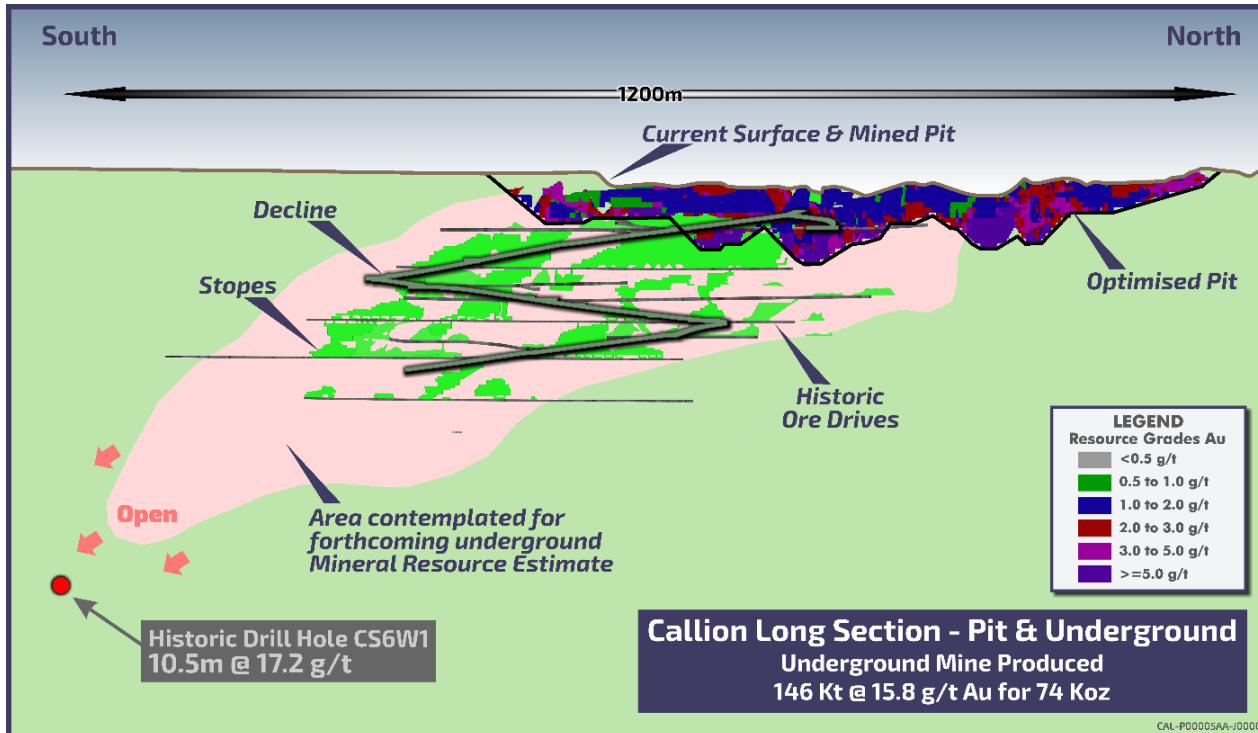 South
North
1200m
Current Surface & Mined Pit
Decline
Stopes
Optimised Pit
Historic
Ore Drives
LEGEND
Resource Grades Au
<0.5 g/t
0.5 to 1.0 g/t
1.0 to 2.0 g/t
2.0 to 3.0 g/t
3.0 to 5.0 g/t
>=5.0 g/t
Open
Area contemplated for
forthcoming underground
Mineral Resource Estimate
Historic Drill Hole CS6W1
10.5m @ 17.2 g/t
Callion Long Section - Pit & Underground
Underground Mine Produced
146 Kt @ 15.8 g/t Au for 74 Koz